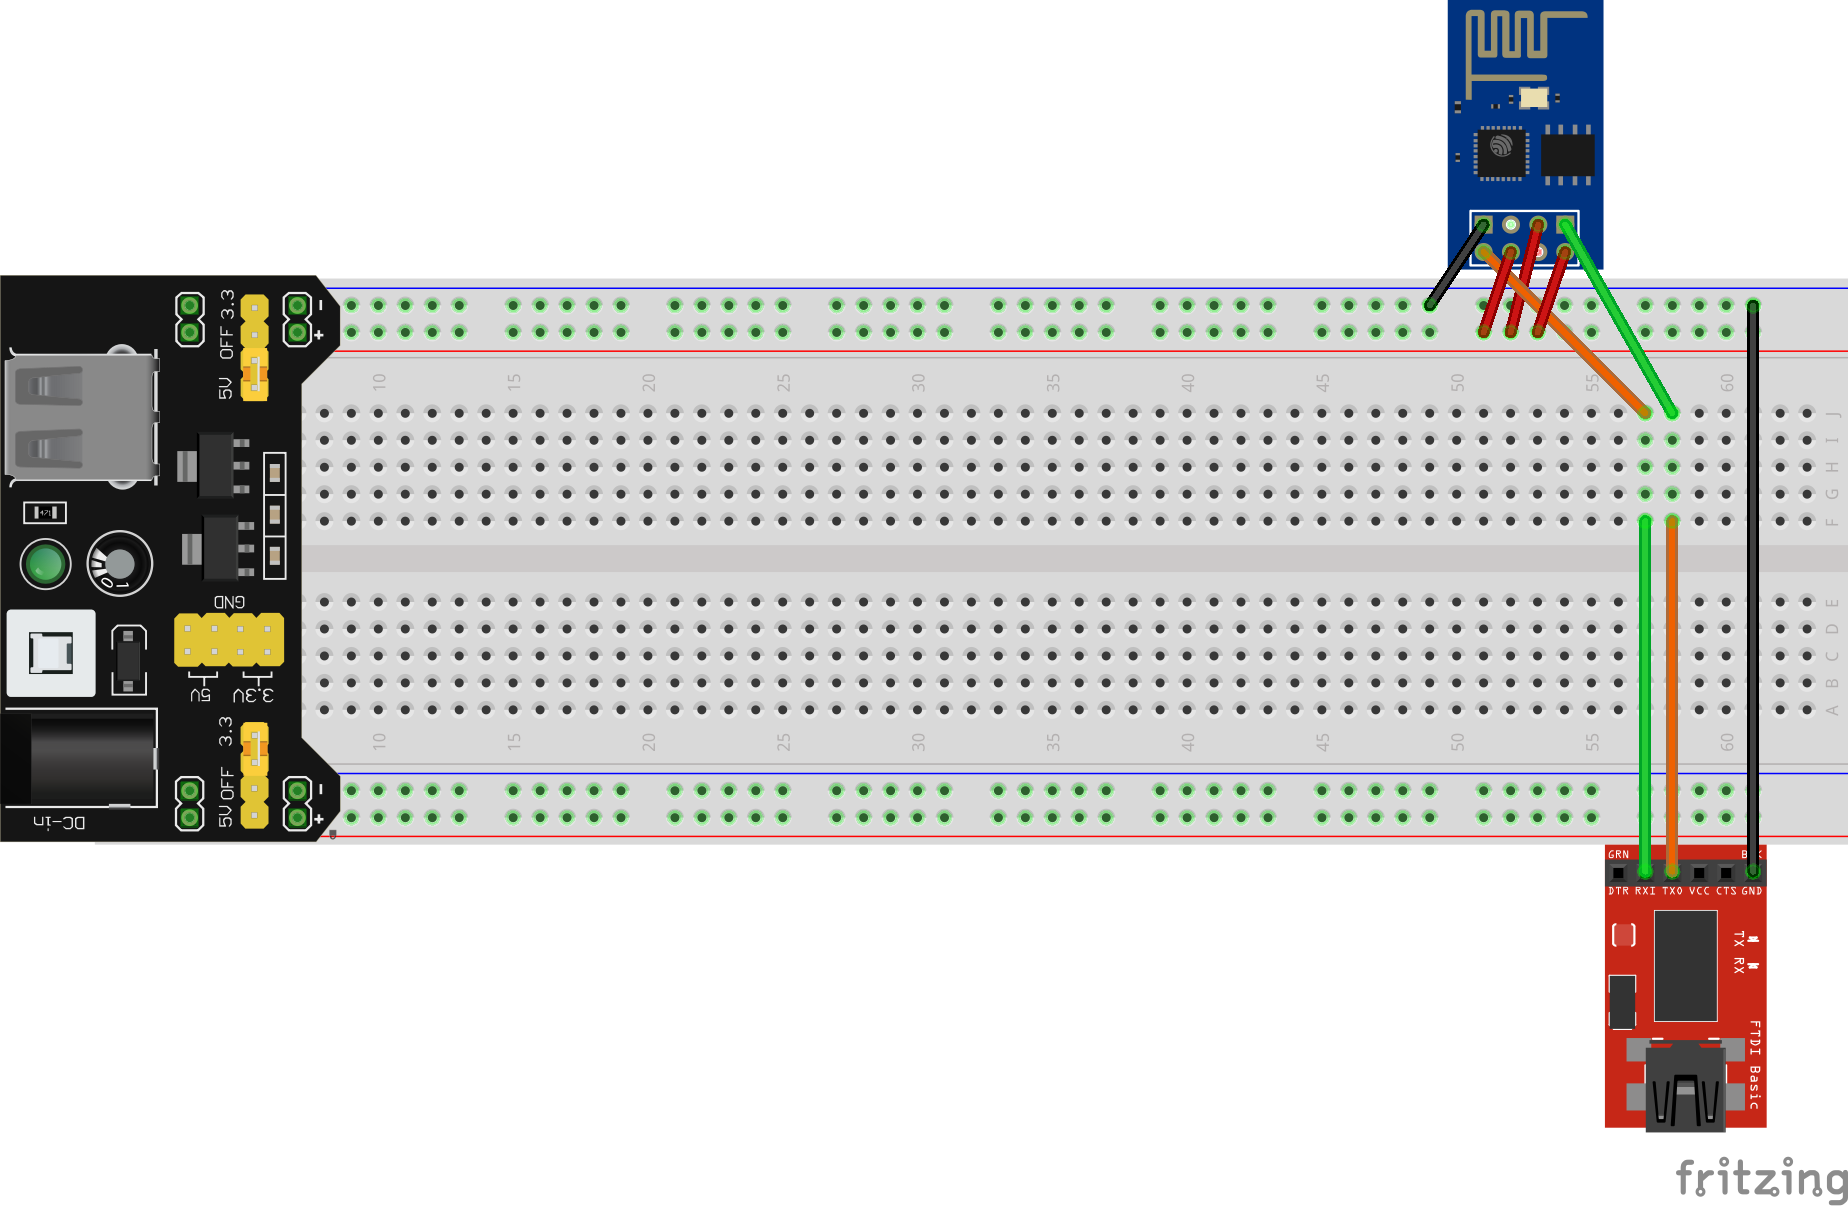 3.3
OFF
5V
-
+
10 15 20 25 30 35 40 45 50 55 60
J
I
H
G
F
471
01
GND
5V
3.3V
E
D
C
B
A
10 15 20 25 30 35 40 45 50 55 60
3.3
OFF
5V
-
+
DC-in
GRN
DTR RXI TXO VCC CTS GND
TX RX
FTDI Basic
fritzing